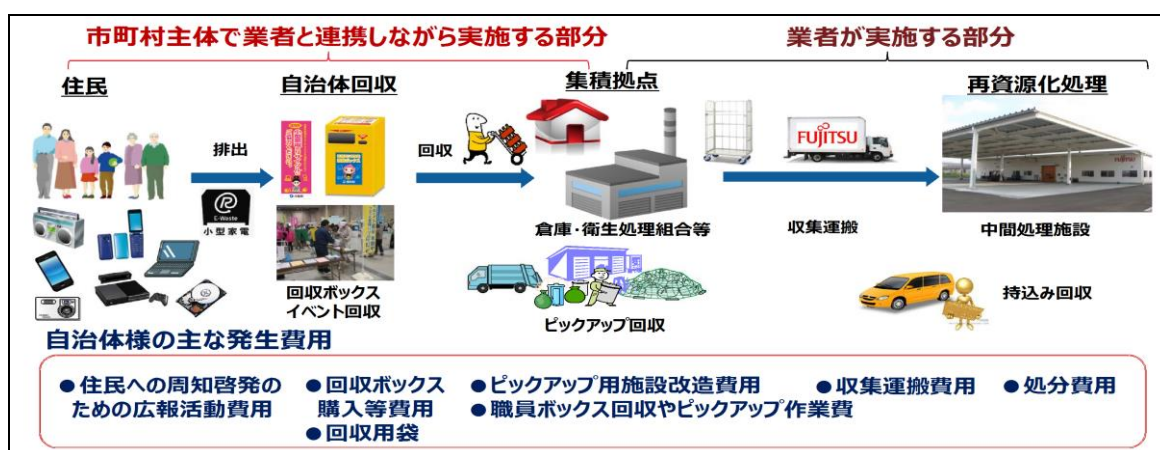 市町村主体で業者と連携しながら実施する部分
業者が実施する部分
住民
自治体回収
集積拠点
再資源化処理
排出
回収
FUJITSU
FUJITSU
E-Waste
小型家電
倉庫・衛生処理組合等
収集運搬
中間処理施設
回収ボックス
イベント回収
ピックアップ回収
持込み回収
自治体様の主な発生費用
●住民への周知啓発の
ための広報活動費用
●回収ボックス
購入等費用
●回収用袋
●ピックアップ用施設改造費用
●職員ボックス回収やピックアップ作業費
●収集運搬費用
●処分費用